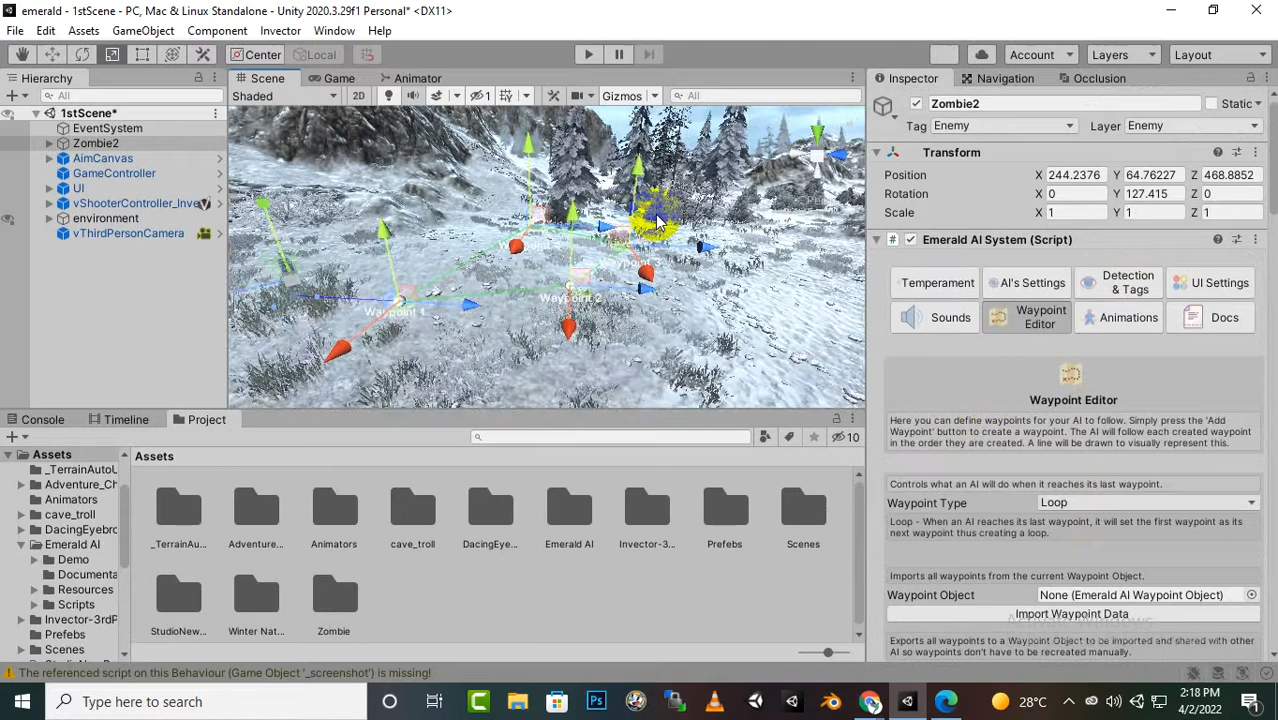 emerald - 1stScene - PC, Mac & Linux Standalone - Unity 2020.3.29f1 Personal* <DX11>
File Edit Assets GameObject Component Invector Window Help
Center Local Account Layers Layout
Hierarchy Scene Game Animator Inspector Navigation Occlusion
All Shaded 2D 1 Gizmos All
Zombie2 Static
1stScene*
EventSystem
Tag Enemy Layer Enemy
Zombie2
Transform
AimCanvas
GameController
Position X 244.2376 Y 64.76227 Z 468.8852
UI
Rotation X 0 Y 127.415 Z 0
vShooterController_Inve
Scale X 1 Y 1 Z 1
environment
vThirdPersonCamera
Emerald AI System (Script)
Temperament AI's Settings Detection & Tags UI Settings
Sounds Waypoint Editor Animations Docs
Waypoint 1
Waypoint 2
Waypoint Editor
Here you can define waypoints for your AI to follow. Simply press the 'Add
Waypoint' button to create a waypoint. The AI will follow each created waypoint
in the order they are created. A line will be drawn to visually represent this.
Controls what an AI will do when it reaches its last waypoint.
Waypoint Type Loop
Loop - When an AI reaches its last waypoint, it will set the first waypoint as its
next waypoint thus creating a loop.
Imports all waypoints from the current Waypoint Object.
Waypoint Object None (Emerald AI Waypoint Object)
Import Waypoint Data
Exports all waypoints to a Waypoint Object to be imported and shared with other
AI so waypoints don't have to be recreated manually.
Console Timeline Project
10
Assets
_TerrainAutoU
Adventure_Ch
Animators
cave_troll
DacingEyebro
Emerald AI
Demo
Documenta
Resources
Scripts
Invector-3rdP
Prefebs
Scenes
Assets
_TerrainAu... Adventure... Animators cave_troll DacingEye... Emerald AI Invector-3... Prefebs Scenes
StudioNew... Winter Nat... Zombie
The referenced script on this Behaviour (Game Object '_screenshot') is missing!
Type here to search
28°C
2:18 PM
4/2/2022